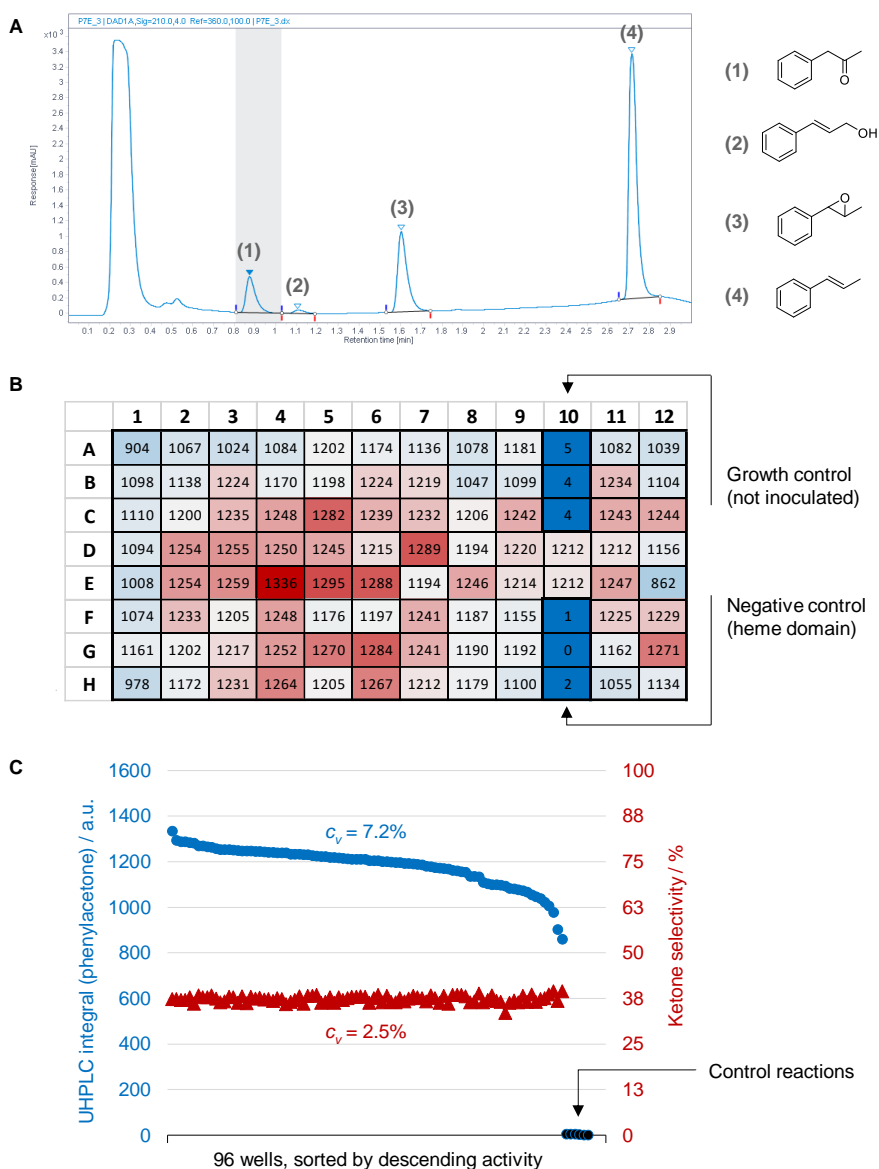 A
P7E_3 | DAD1A,Sig=210.0,4.0 Ref=360.0,100.0 | P7E_3.dx
x10³
3.4
3.2
3
2.8
2.6
2.4
2.2
2
1.8
1.6
1.4
1.2
1
0.8
0.6
0.4
0.2
0
Response[mAU]
(1)
(2)
(3)
(4)
0.1 0.2 0.3 0.4 0.5 0.6 0.7 0.8 0.9 1.0 1.1 1.2 1.3 1.4 1.5 1.6 1.7 1.8 1.9 2.0 2.1 2.2 2.3 2.4 2.5 2.6 2.7 2.8 2.9
Retention time [min]
(1)
O
(2)
OH
(3)
O
(4)
B
1 2 3 4 5 6 7 8 9 10 11 12
A 904 1067 1024 1084 1202 1174 1136 1078 1181 5 1082 1039
B 1098 1138 1224 1170 1198 1224 1219 1047 1099 4 1234 1104
C 1110 1200 1235 1248 1282 1239 1232 1206 1242 4 1243 1244
D 1094 1254 1255 1250 1245 1215 1289 1194 1220 1212 1212 1156
E 1008 1254 1259 1336 1295 1288 1194 1246 1214 1212 1247 862
F 1074 1233 1205 1248 1176 1197 1241 1187 1155 1 1225 1229
G 1161 1202 1217 1252 1270 1284 1241 1190 1192 0 1162 1271
H 978 1172 1231 1264 1205 1267 1212 1179 1100 2 1055 1134
Growth control
(not inoculated)
Negative control
(heme domain)
C
UHPLC integral (phenylacetone) / a.u.
1600
1400
1200
1000
800
600
400
200
0
cv = 7.2%
cv = 2.5%
100
88
75
63
50
38
25
13
0
Ketone selectivity / %
Control reactions
96 wells, sorted by descending activity